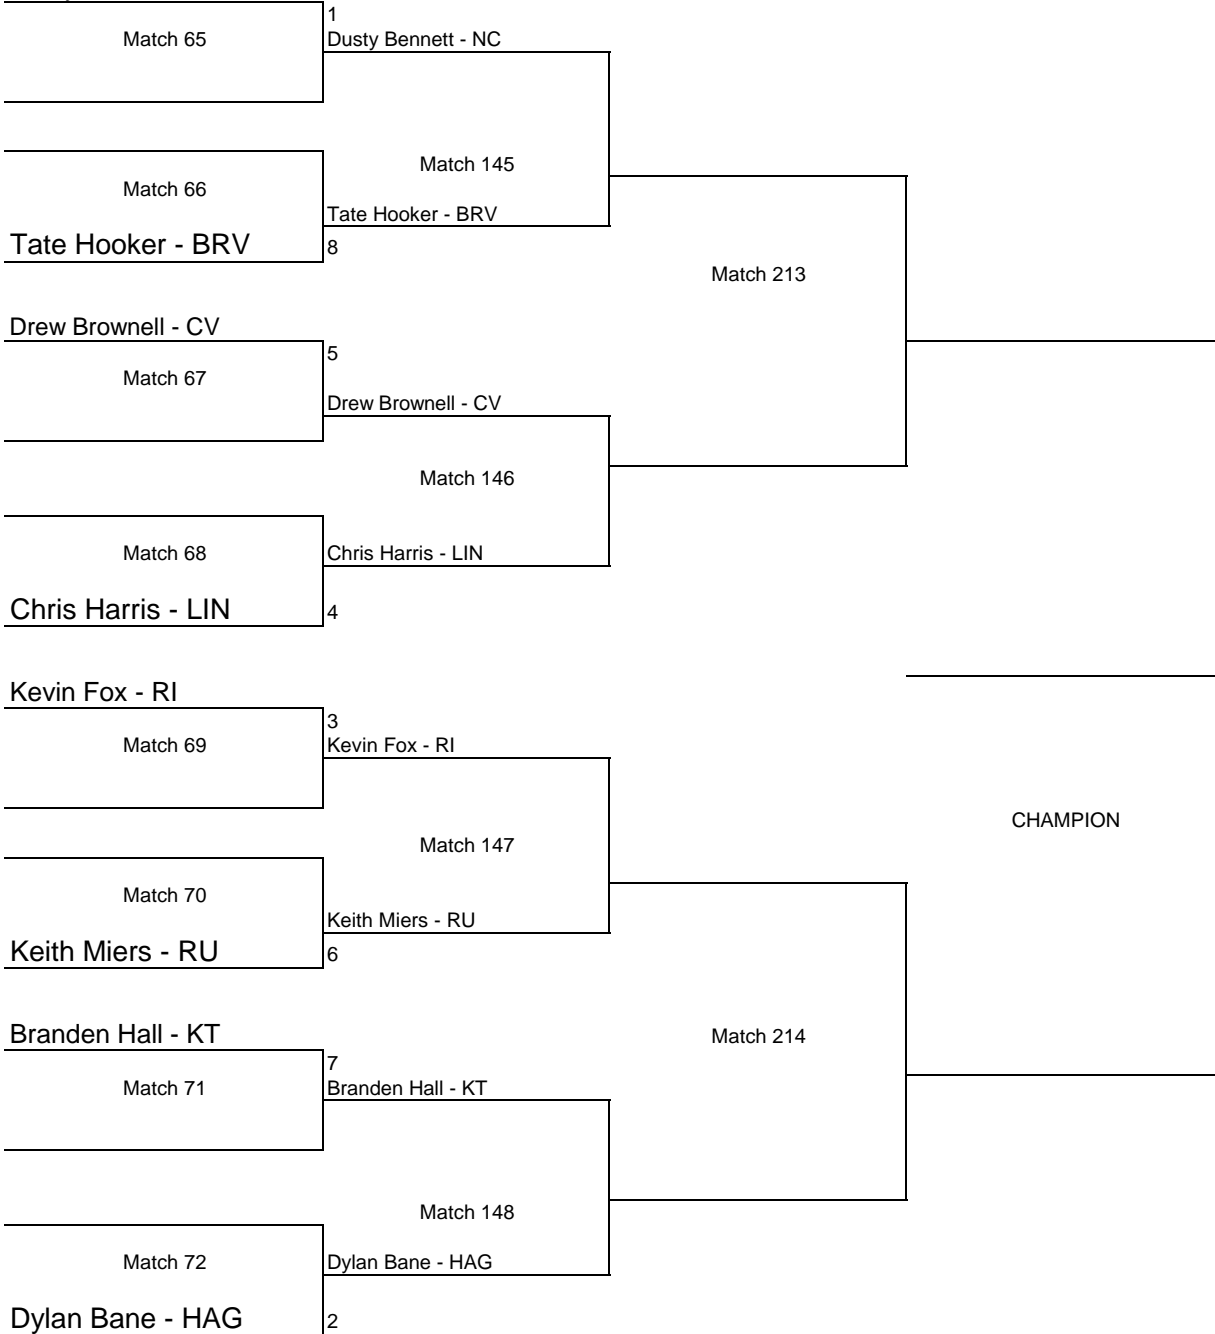 1
Match 65
Dusty Bennett - NC
Match 145
Match 66
Tate Hooker - BRV
Tate Hooker - BRV
8
Match 213
Drew Brownell - CV
5
Match 67
Drew Brownell - CV
Match 146
Match 68
Chris Harris - LIN
Chris Harris - LIN
4
Kevin Fox - RI
3
Match 69
Kevin Fox - RI
CHAMPION
Match 147
Match 70
Keith Miers - RU
Keith Miers - RU
6
Branden Hall - KT
Match 214
7
Match 71
Branden Hall - KT
Match 148
Match 72
Dylan Bane - HAG
Dylan Bane - HAG
2